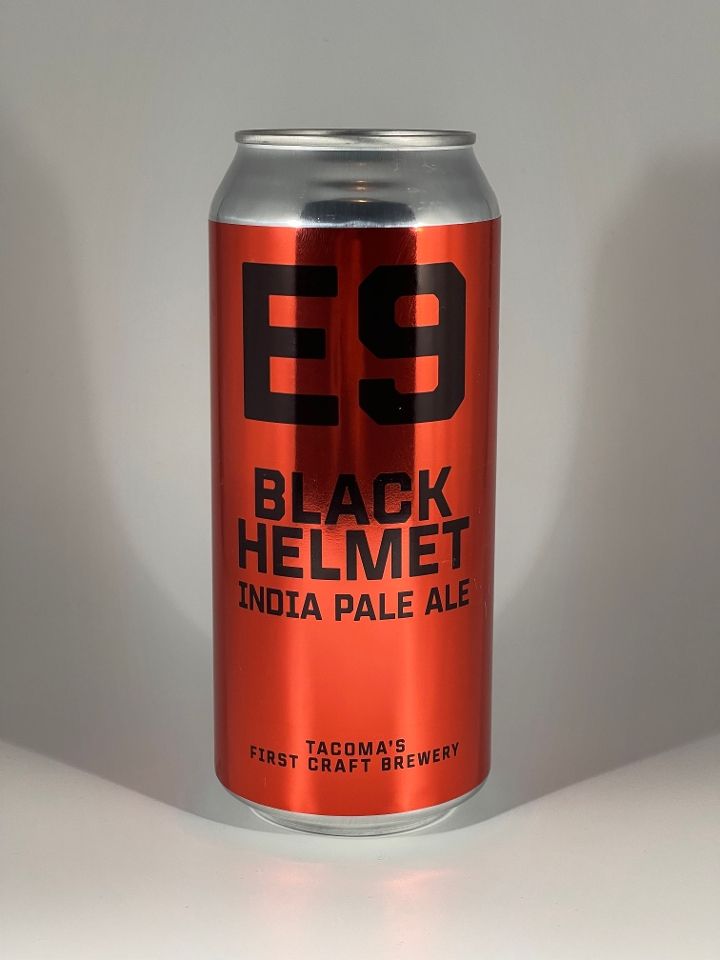 E9
BLACK
HELMET
INDIA PALE ALE
TACOMA'S
FIRST CRAFT BREWERY